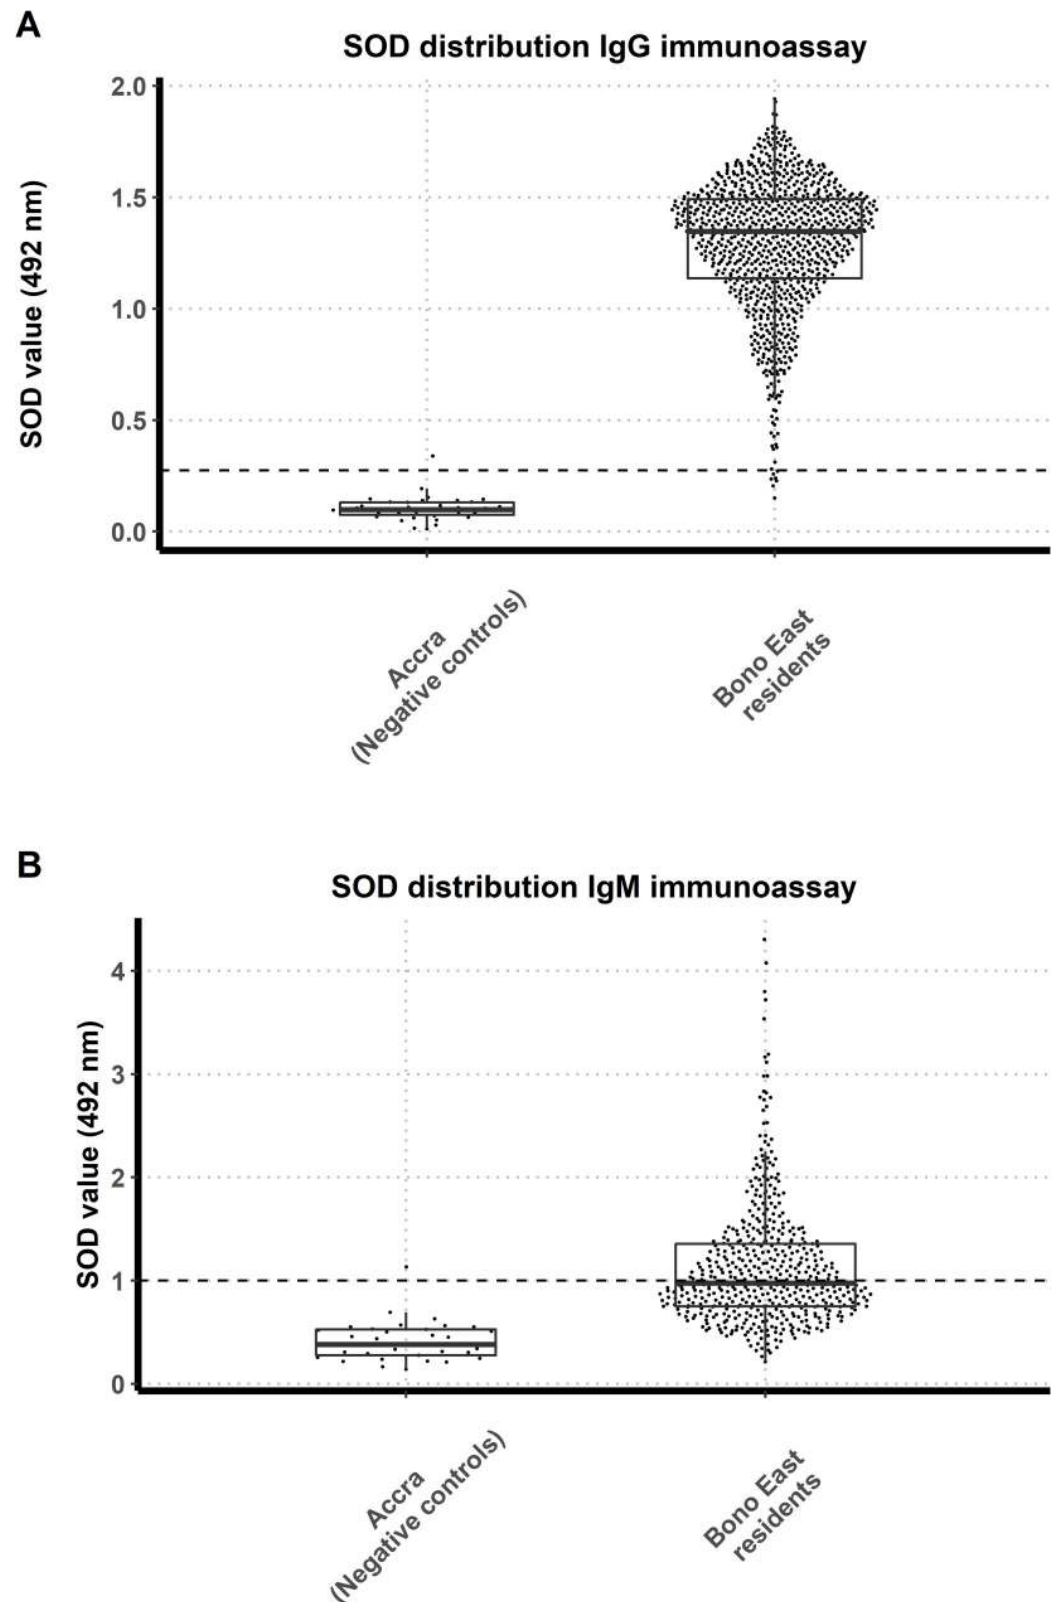 A
SOD distribution IgG immunoassay
SOD value (492 nm)
2.0
1.5
1.0
0.5
0.0
Accra
(Negative controls)
Bono East
residents
B
SOD distribution IgM immunoassay
SOD value (492 nm)
4
3
2
1
0
Accra
(Negative controls)
Bono East
residents